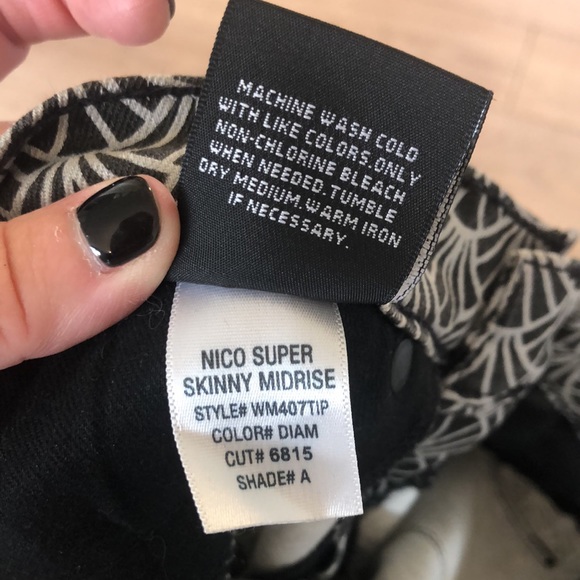 MACHINE WASH COLD
WITH LIKE COLORS.ONLY
NON-CHLORINE BLEACH
WHEN NEEDED.TUMBLE
DRY MEDIUM.WARM IRON
IF NECESSARY.
NICO SUPER
SKINNY MIDRISE
STYLE# WM407TIP
COLOR# DIAM
CUT# 6815
SHADE# A